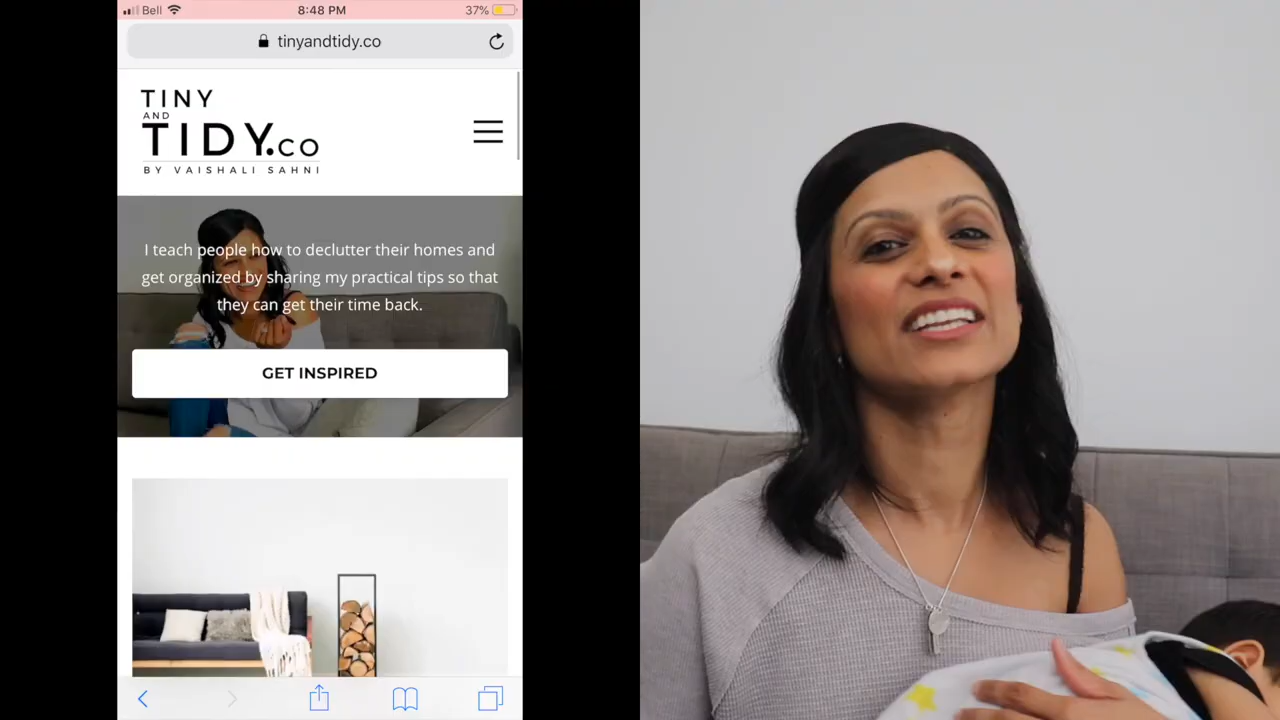 Bell 8:48 PM 37%
tinyandtidy.co
TINY
AND
TIDY.CO
BY VAISHALI SAHNI
I teach people how to declutter their homes and
get organized by sharing my practical tips so that
they can get their time back.
GET INSPIRED